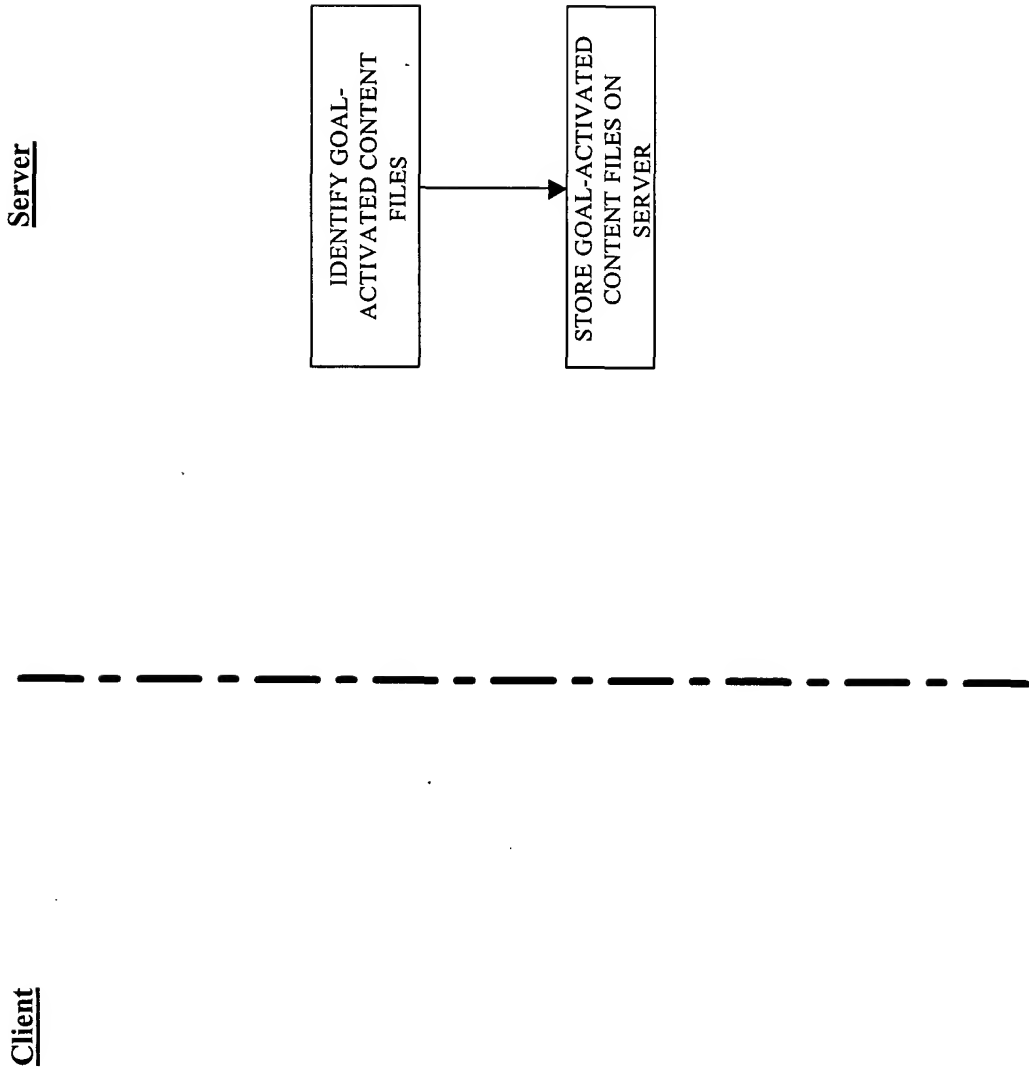 Client
Server
IDENTIFY GOAL-
ACTIVATED CONTENT
FILES
STORE GOAL-ACTIVATED
CONTENT FILES ON
SERVER